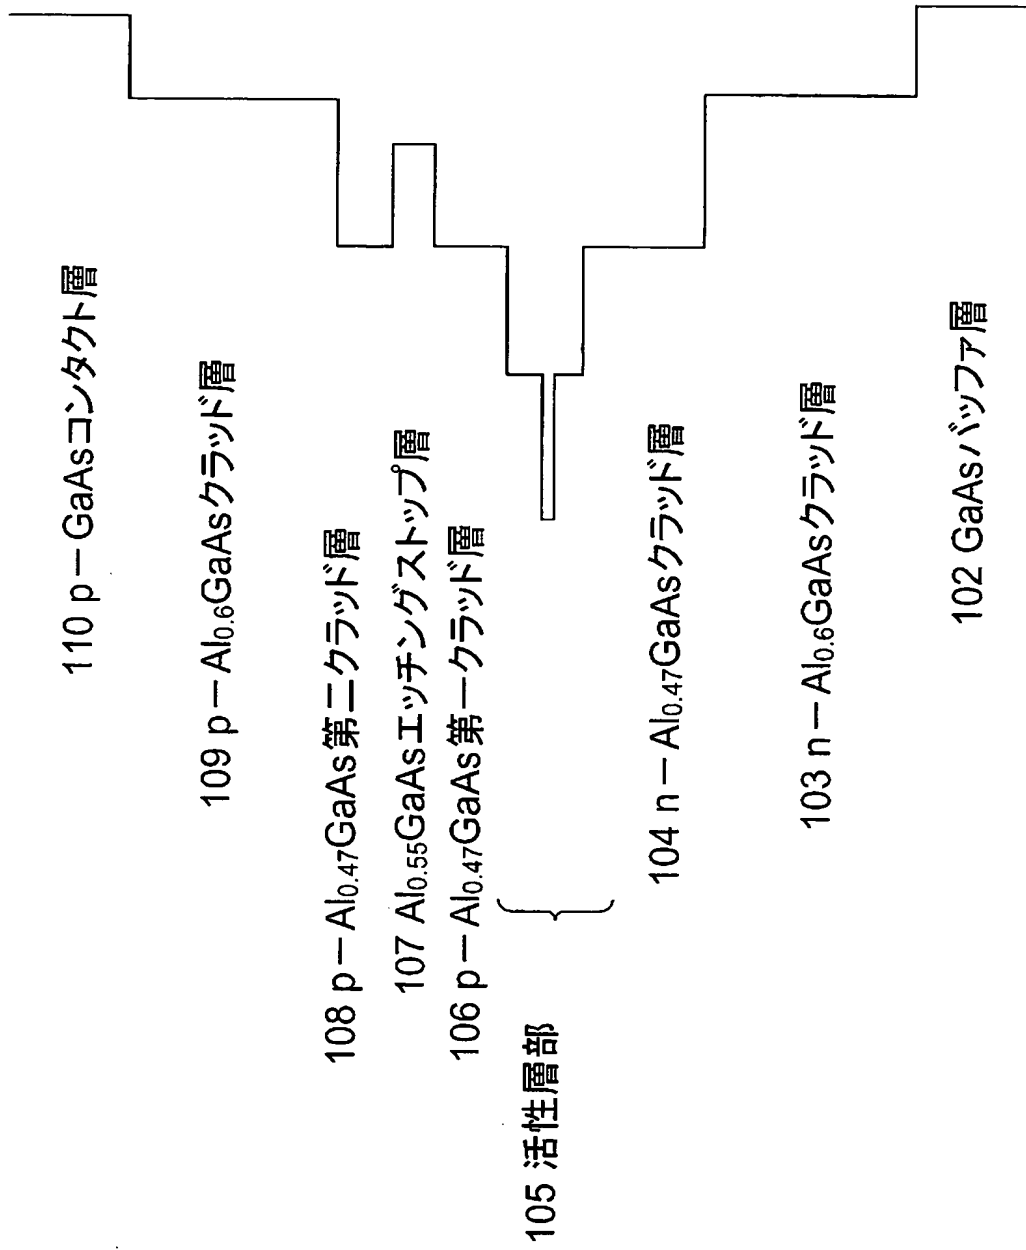 110 p－GaAsコンタクト層
109 p－Al0.6GaAsクラッド層
108 p－Al0.47GaAs第二クラッド層
107 Al0.55GaAsエッチングストップ層
106 p－Al0.47GaAs第一クラッド層
105 活性層部
104 n－Al0.47GaAsクラッド層
103 n－Al0.6GaAsクラッド層
102 GaAsバッファ層